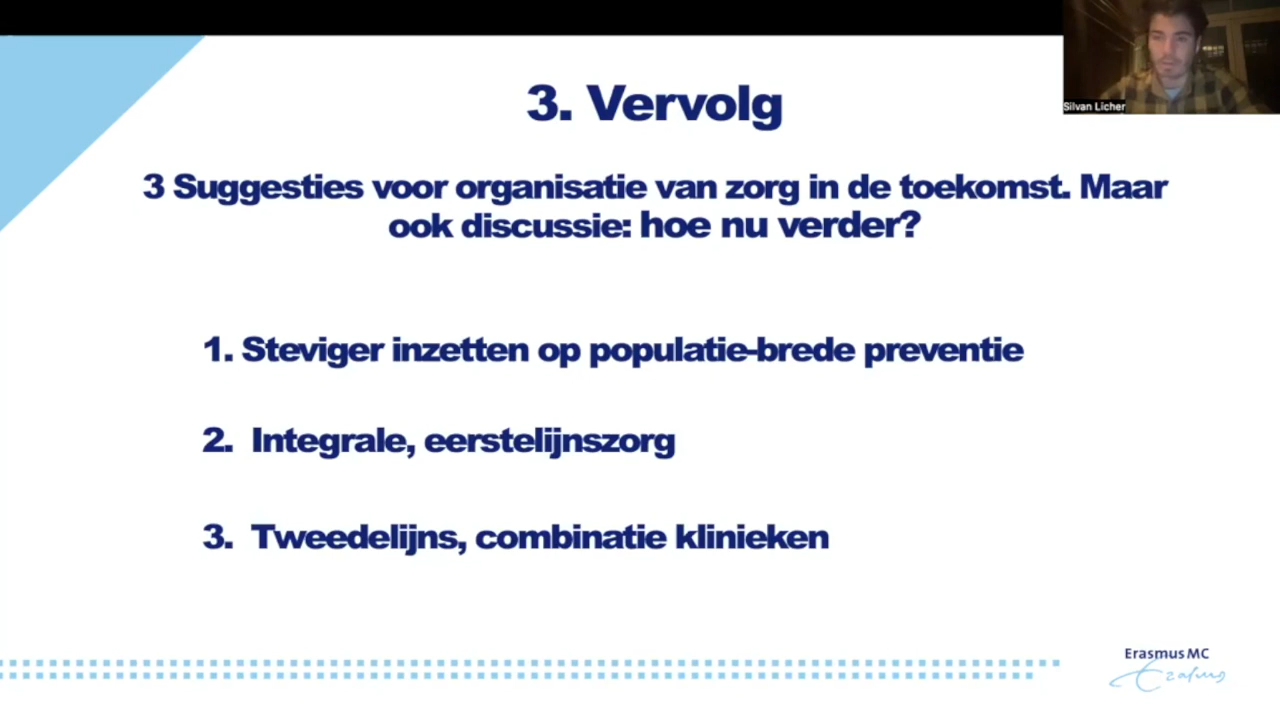 3. Vervolg
Silvan Licher
3 Suggesties voor organisatie van zorg in de toekomst. Maar
ook discussie: hoe nu verder?
1. Steviger inzetten op populatie-brede preventie
2. Integrale, eerstelijnszorg
3. Tweedelijns, combinatie klinieken
Erasmus MC
Erasmus